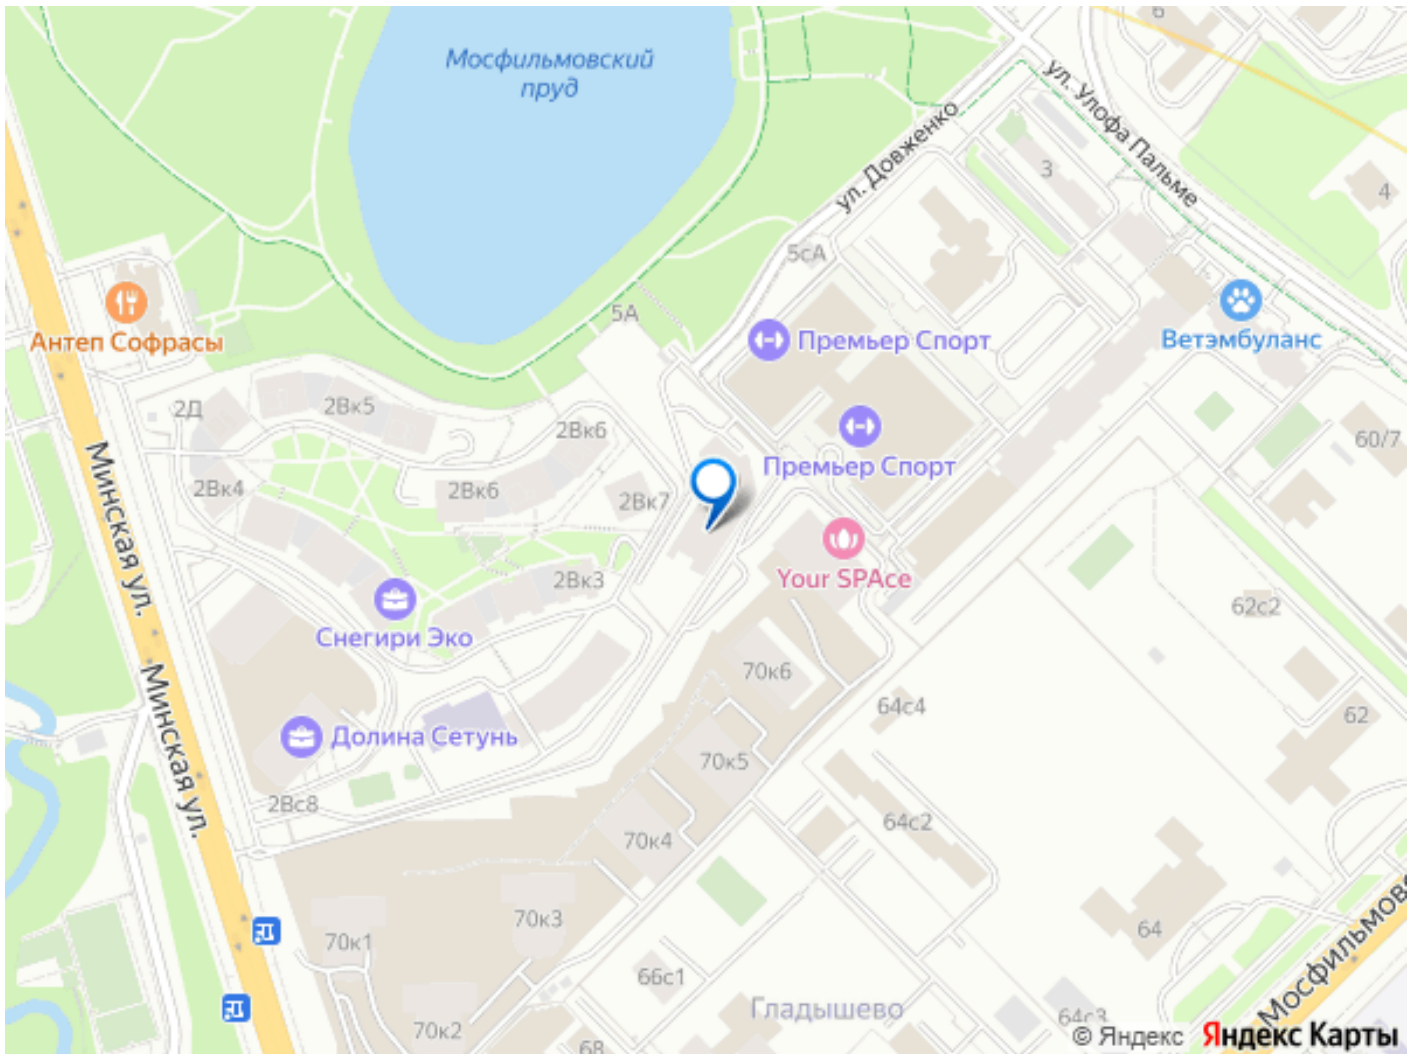 Мосфильмовский
пруд
6
ул. Улофа Пальме
ул. Довженко
3
4
5сА
5А
Антеп Софрасы
Премьер Спорт
Ветэмбуланс
2Д
2Вк5
2Вк6
60/7
Премьер Спорт
2Вк4
2Вк6
2Вк7
Минская ул.
Your SPAce
2Вк3
62с2
Снегири Эко
70к6
64с4
62
Минская ул.
Долина Сетунь
70к5
2Вс8
64с2
70к4
70к3
64
70к1
Мосфильмовс
66с1
Гладышево
64с3
70к2
68
© Яндекс Яндекс Карты